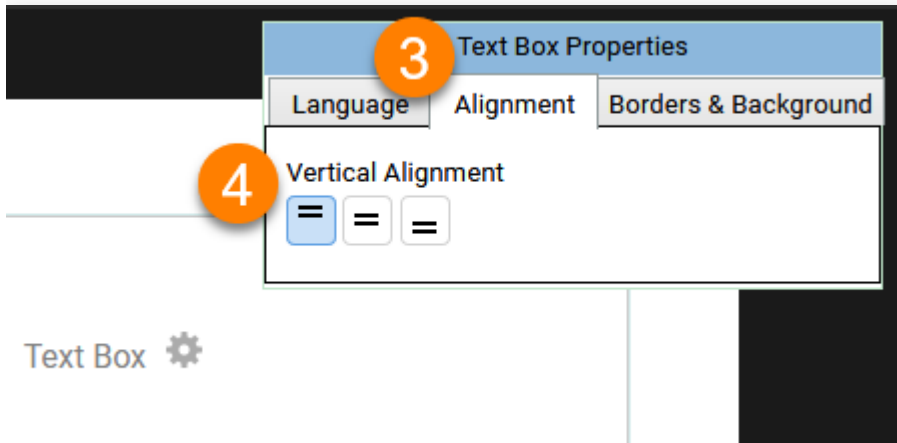 3
Text Box Properties
Language Alignment Borders & Background
4
Vertical Alignment
Text Box